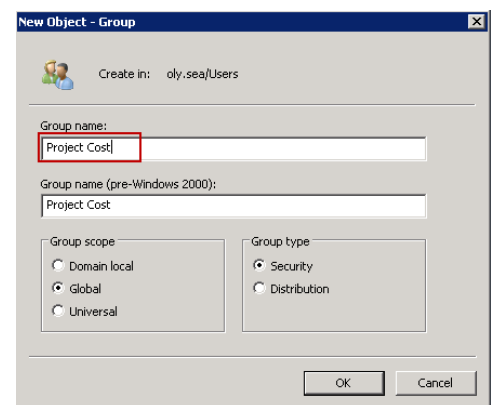 New Object - Group
Create in: oly.sea/Users
Group name:
Project Cost
Group name (pre-Windows 2000):
Project Cost
Group scope
Domain local
Global
Universal
Group type
Security
Distribution
OK
Cancel